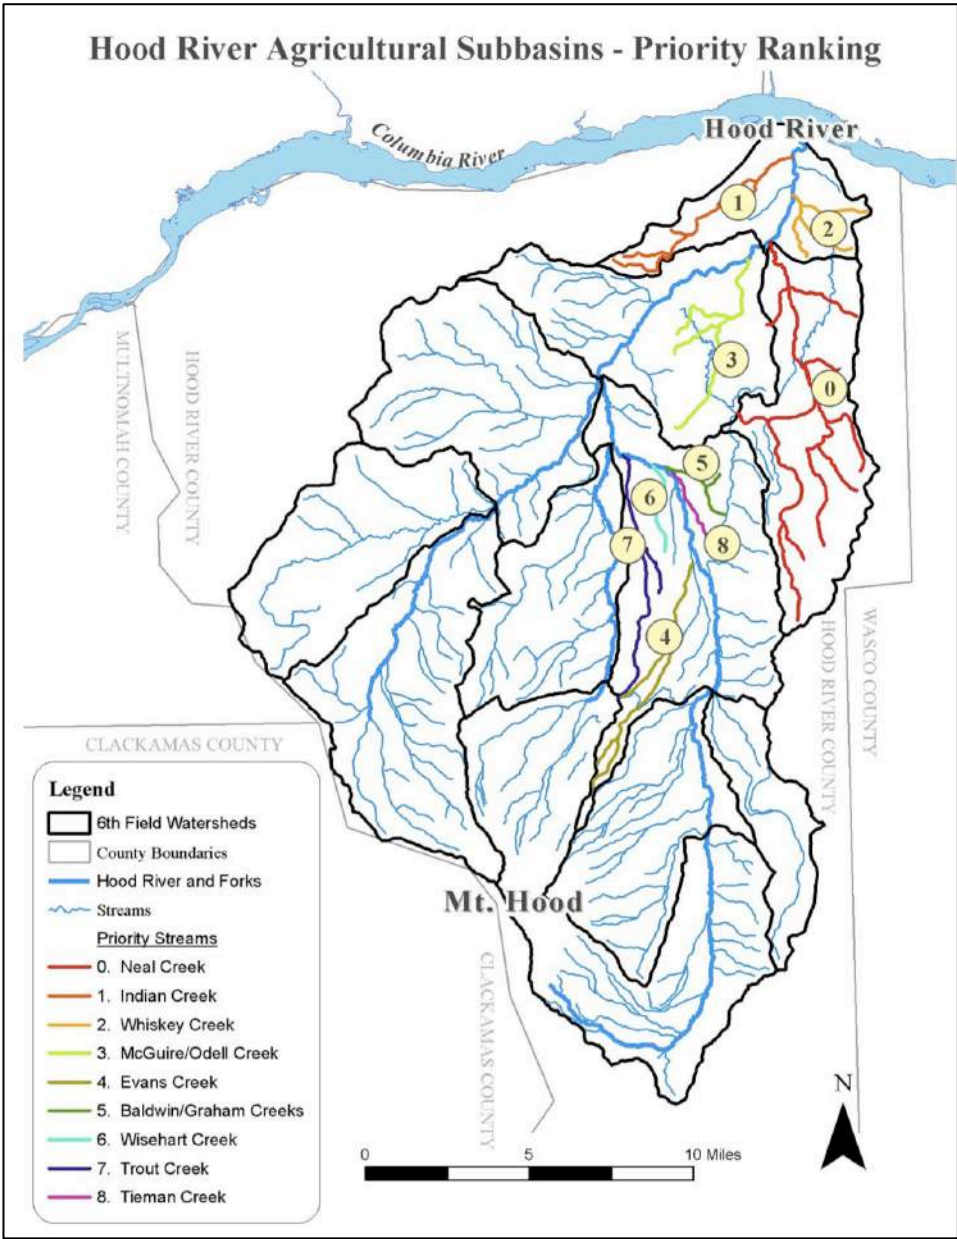 Hood River Agricultural Subbasins - Priority Ranking
Hood River
Columbia River
1
2
3
0
5
6
7
8
4
MULTNOMAH COUNTY
HOOD RIVER COUNTY
WASCO COUNTY
HOOD RIVER COUNTY
CLACKAMAS COUNTY
Mt. Hood
CLACKAMAS COUNTY
Legend
6th Field Watersheds
County Boundaries
Hood River and Forks
Streams
Priority Streams
0. Neal Creek
1. Indian Creek
2. Whiskey Creek
3. McGuire/Odell Creek
4. Evans Creek
5. Baldwin/Graham Creeks
6. Wisehart Creek
7. Trout Creek
8. Tieman Creek
N
0 5 10 Miles